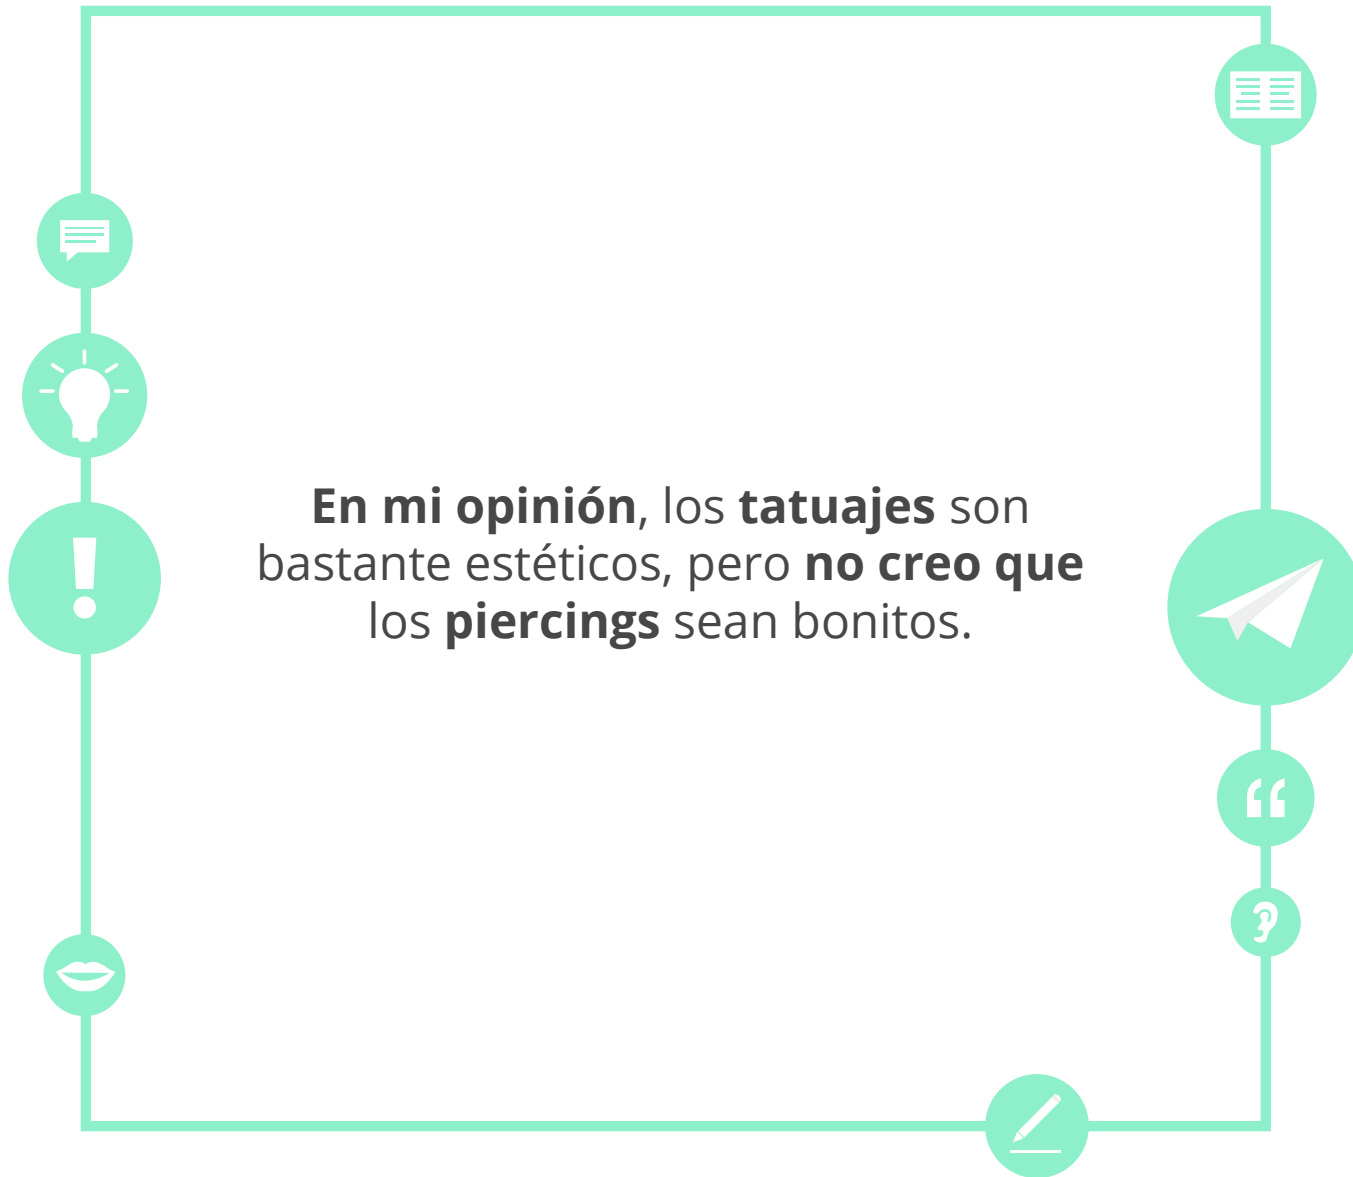 En mi opinión, los tatuajes son
bastante estéticos, pero no creo que
los piercings sean bonitos.